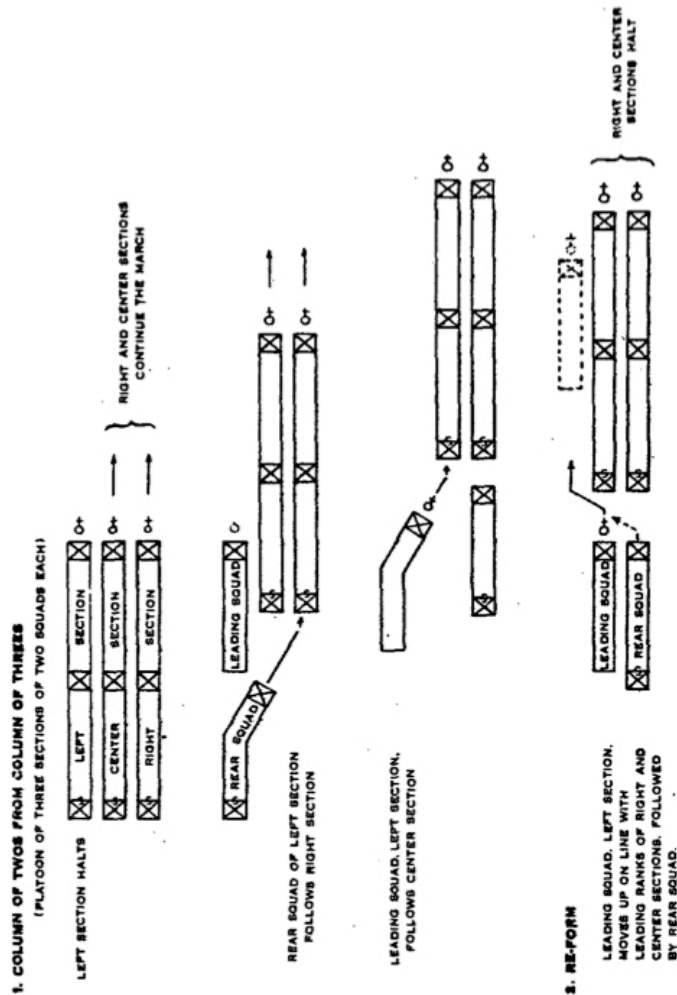 1. COLUMN OF TWOS FROM COLUMN OF THREES
(PLATOON OF THREE SECTIONS OF TWO SQUADS EACH)
LEFT SECTION HALTS
LEFT SECTION
CENTER SECTION
RIGHT SECTION
RIGHT AND CENTER SECTIONS
CONTINUE THE MARCH
REAR SQUAD
LEADING SQUAD
REAR SQUAD OF LEFT SECTION
FOLLOWS RIGHT SECTION
LEADING SQUAD, LEFT SECTION,
FOLLOWS CENTER SECTION
2. RE-FORM
LEADING SQUAD, LEFT SECTION,
MOVES UP ON LINE WITH
LEADING RANKS OF RIGHT AND
CENTER SECTIONS, FOLLOWED
BY REAR SQUAD.
LEADING SQUAD
REAR SQUAD
RIGHT AND CENTER
SECTIONS HALT